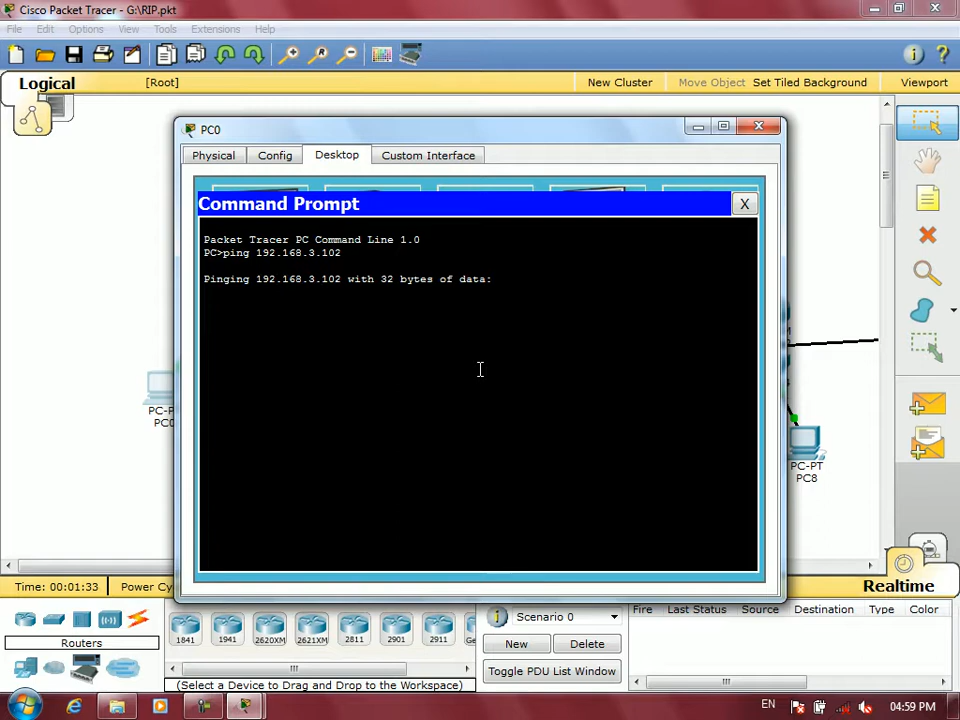 Cisco Packet Tracer - G:\RIP.pkt
File Edit Options View Tools Extensions Help
Logical [Root] New Cluster Move Object Set Tiled Background Viewport
PC0
Physical Config Desktop Custom Interface
Command Prompt X
Packet Tracer PC Command Line 1.0
PC>ping 192.168.3.102
Pinging 192.168.3.102 with 32 bytes of data:
PC-PT
PC8
Time: 00:01:33 Power Cy
Realtime
Routers
1841 1941 2620XM 2621XM 2811 2901 2911 Ge
(Select a Device to Drag and Drop to the Workspace)
Scenario 0
New Delete
Toggle PDU List Window
Fire Last Status Source Destination Type Color
EN 04:59 PM